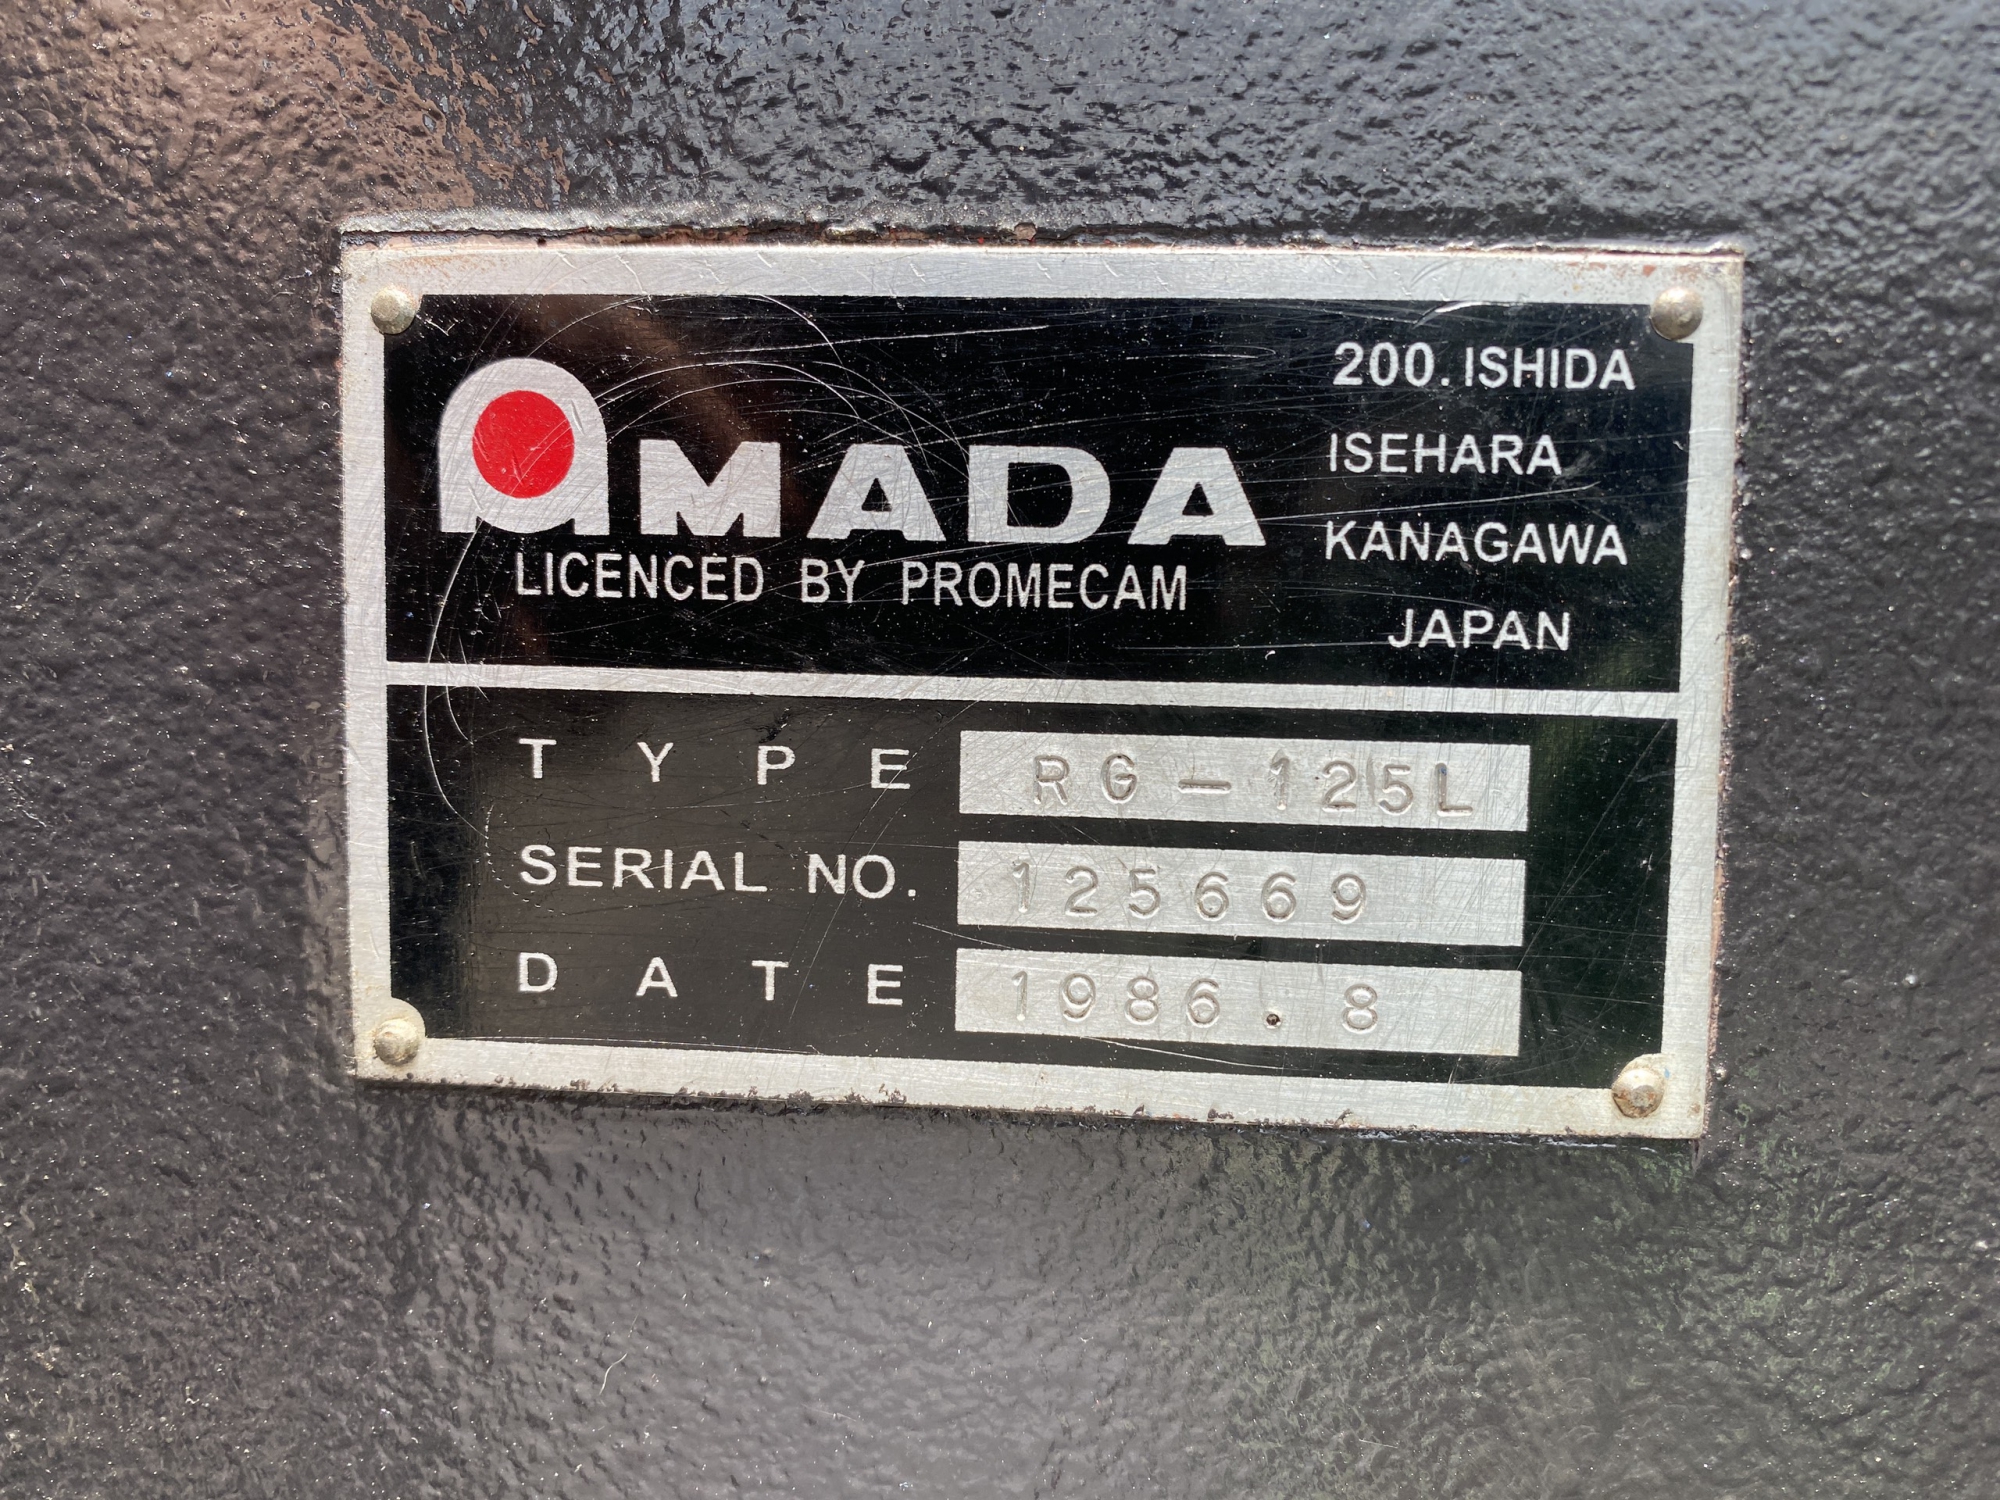 AMADA
LICENCED BY PROMECAM
200. ISHIDA
ISEHARA
KANAGAWA
JAPAN
TYPE RG-125L
SERIAL NO. 125669
DATE 1986.8